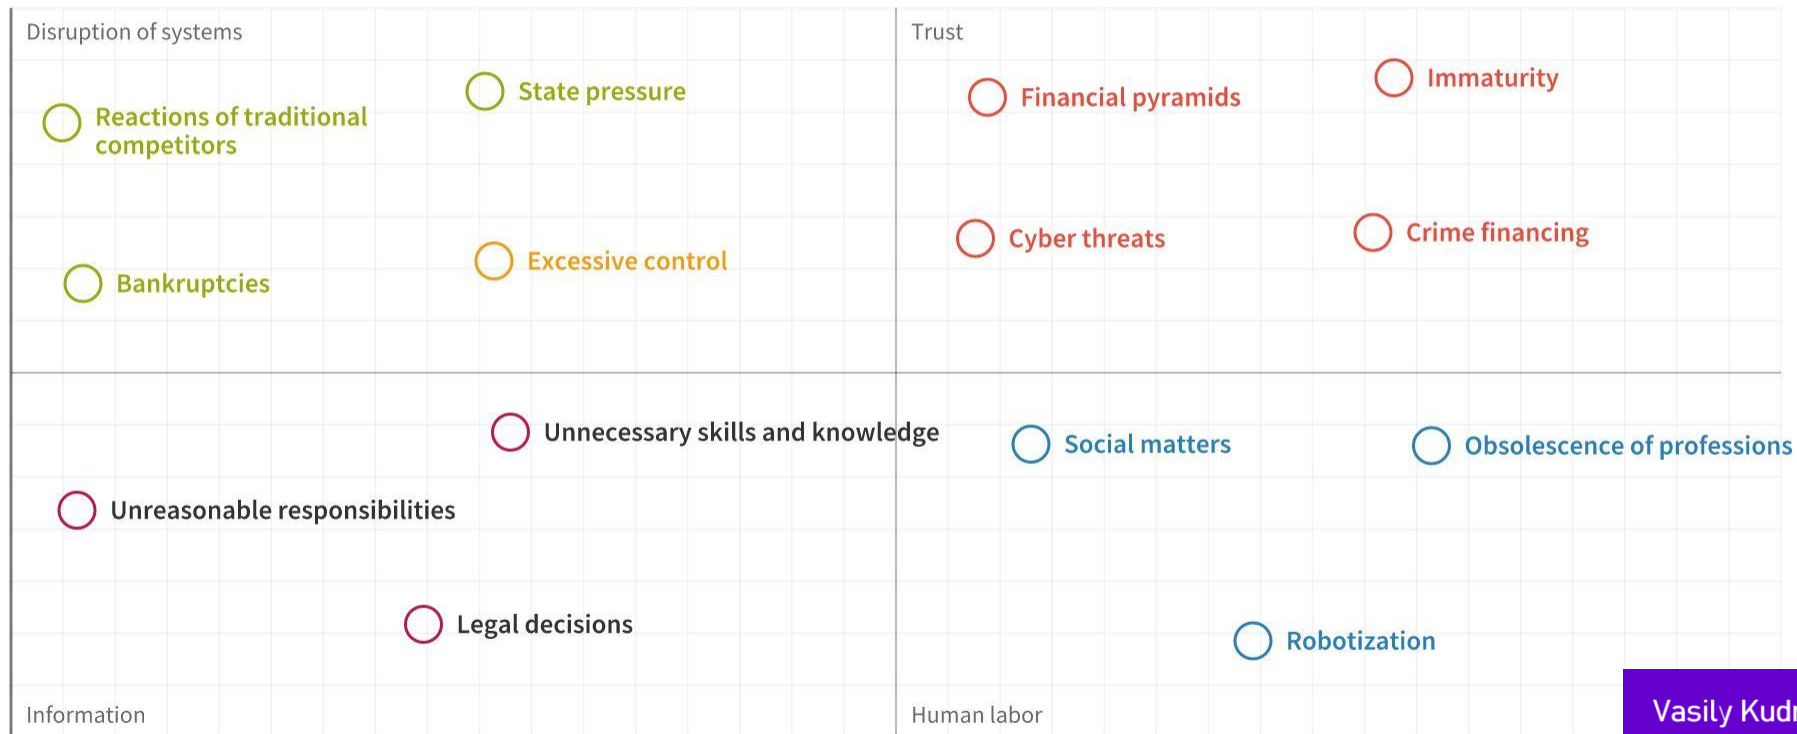 Disruption of systems
Trust
State pressure
Reactions of traditional
competitors
Financial pyramids
Immaturity
Excessive control
Bankruptcies
Cyber threats
Crime financing
Unnecessary skills and knowledge
Unreasonable responsibilities
Legal decisions
Social matters
Obsolescence of professions
Robotization
Information
Human labor
Vasily